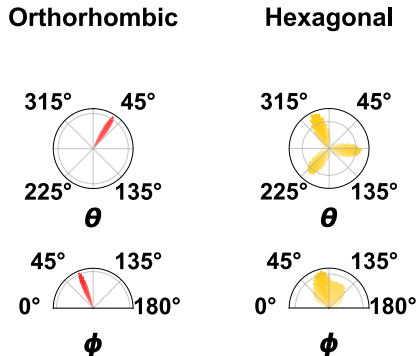 Orthorhombic Hexagonal
315° 45° 315° 45°
225° 135° 225° 135°
θ θ
45° 135° 45° 135°
0° 180° 0° 180°
ϕ ϕ